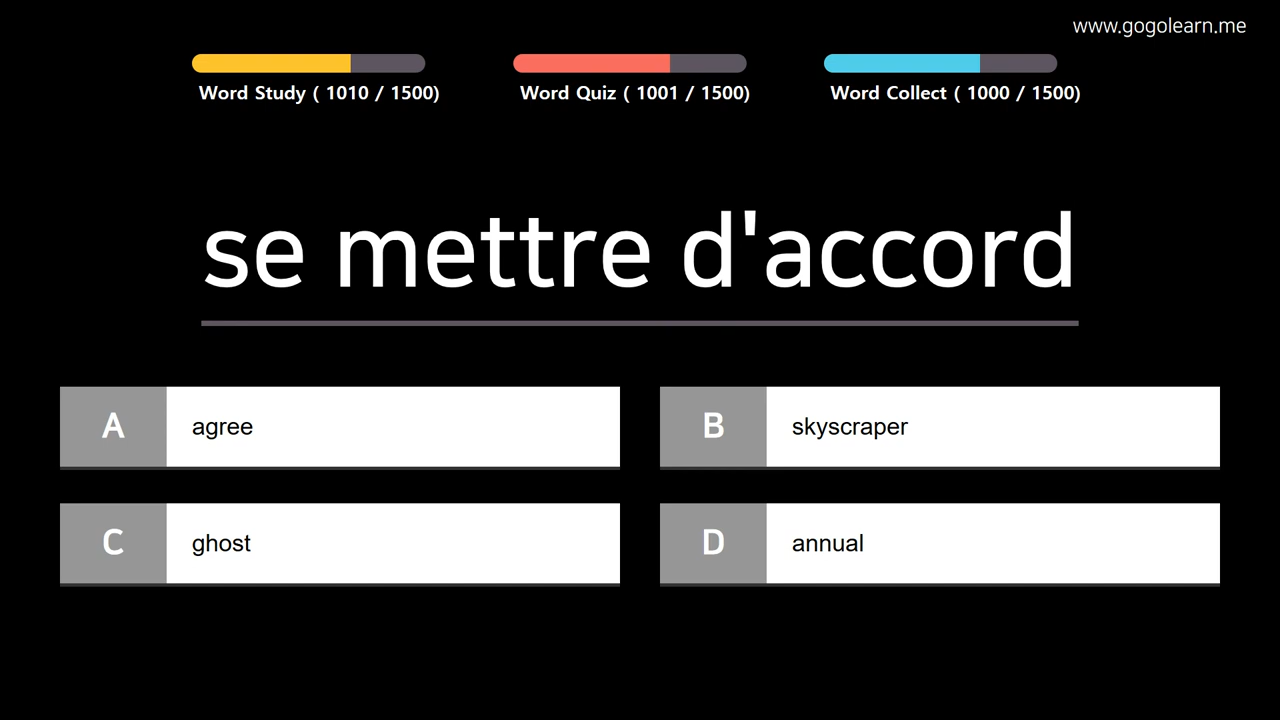 www.gogolearn.me
Word Study ( 1010 / 1500)
Word Quiz ( 1001 / 1500)
Word Collect ( 1000 / 1500)
se mettre d'accord
A agree
B skyscraper
C ghost
D annual